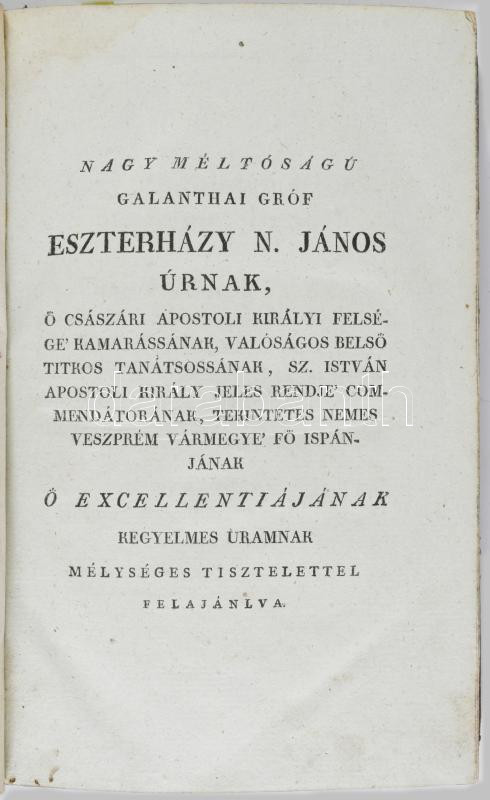 NAGY MÉLTÓSÁGÚ
GALANTHAI GRÓF
ESZTERHÁZY N. JÁNOS
ÚRNAK,
Ő CSÁSZÁRI APOSTOLI KIRÁLYI FELSÉ-
GE' KAMARÁSSÁNAK, VALÓSÁGOS BELSŐ
TITKOS TANÁTSOSSÁNAK, SZ. ISTVÁN
APOSTOLI KIRÁLY JELES RENDJE' COM-
MENDÁTORÁNAK, TEKINTETES NEMES
VESZPRÉM VÁRMEGYE' FŐ ISPÁN-
JÁNAK
Ő EXCELLENTIÁJÁNAK
KEGYELMES URAMNAK
MÉLYSÉGES TISZTELETTEL
FELAJÁNLVA.
darabanth